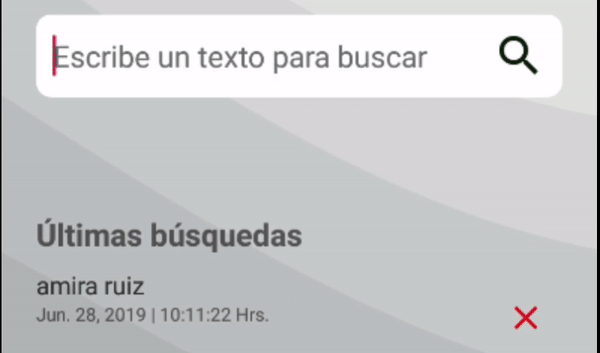 Escribe un texto para buscar
Últimas búsquedas
amira ruiz
Jun. 28, 2019 | 10:11:22 Hrs.